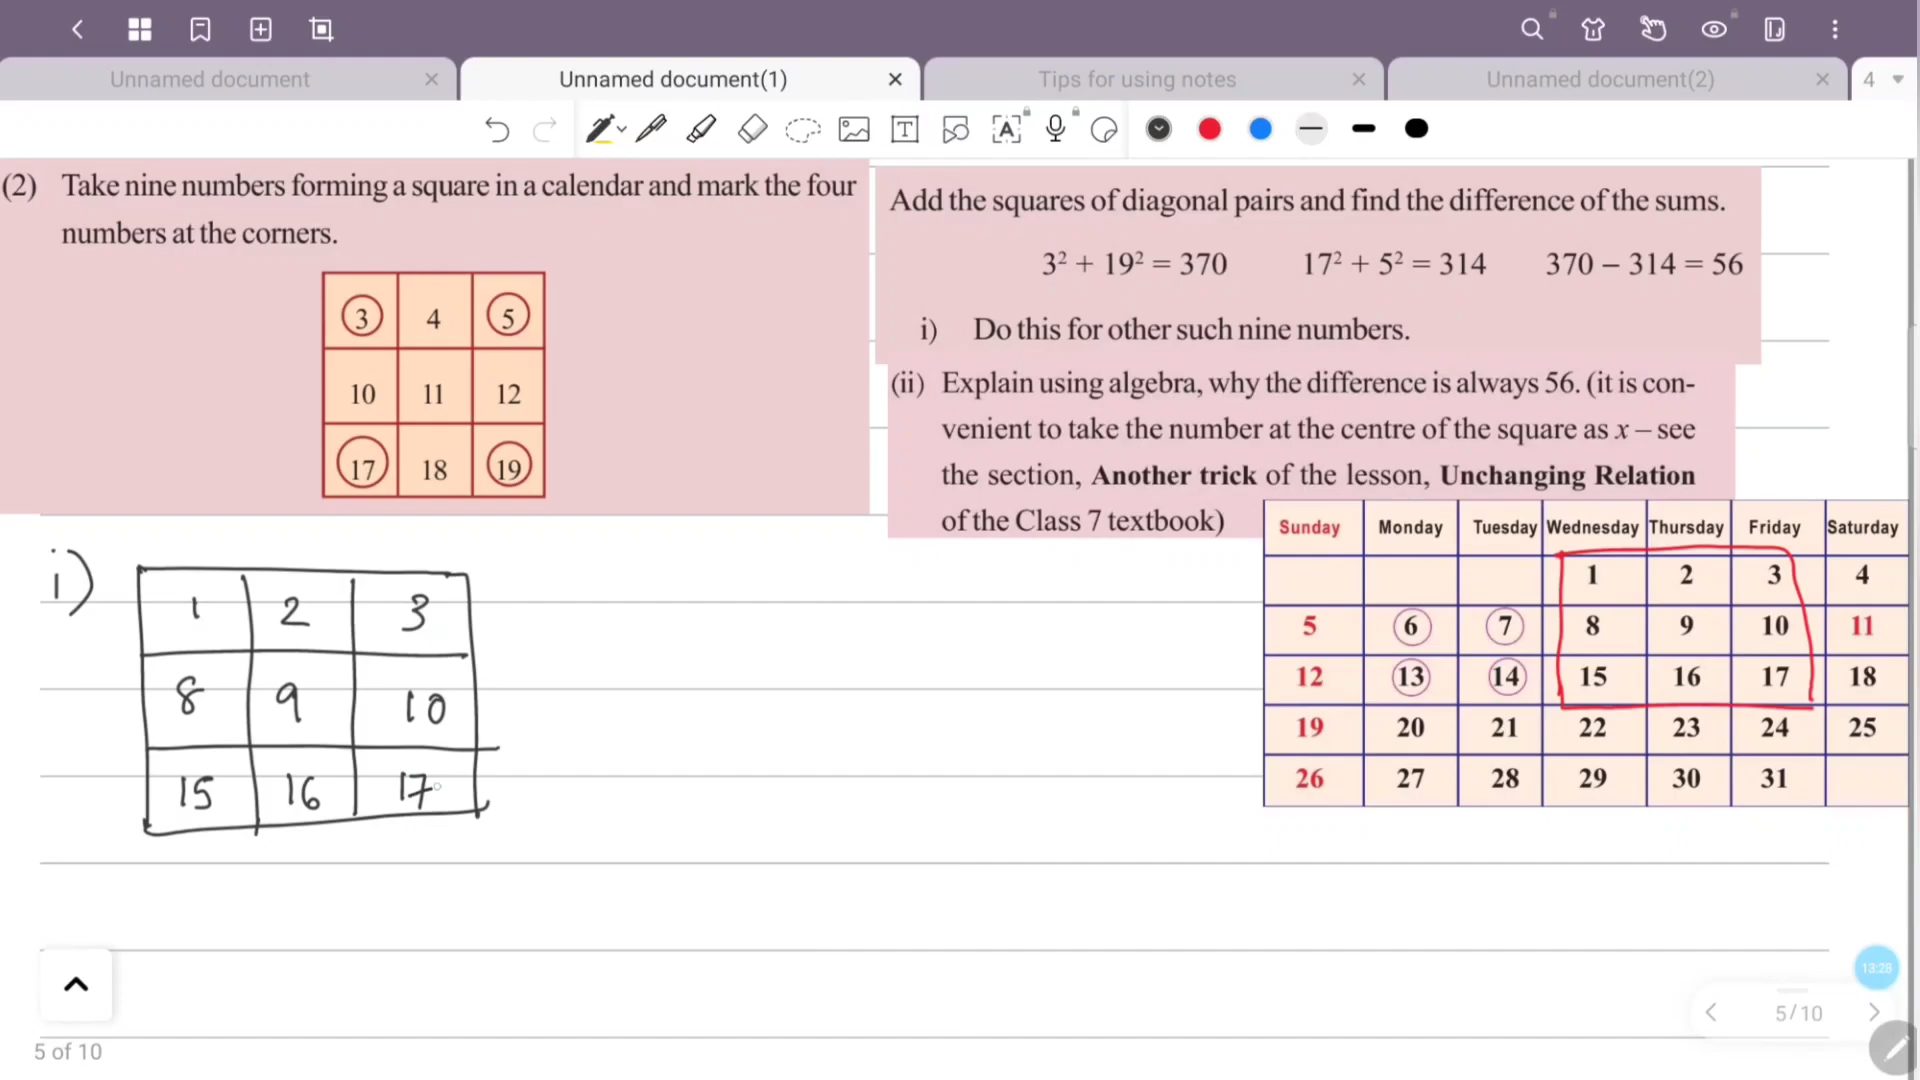 Unnamed document
Unnamed document(1)
Tips for using notes
Unnamed document(2)
4
(2) Take nine numbers forming a square in a calendar and mark the four
numbers at the corners.
3 4 5
10 11 12
17 18 19
Add the squares of diagonal pairs and find the difference of the sums.
3² + 19² = 370 17² + 5² = 314 370 – 314 = 56
i) Do this for other such nine numbers.
(ii) Explain using algebra, why the difference is always 56. (it is con-
venient to take the number at the centre of the square as x – see
the section, Another trick of the lesson, Unchanging Relation
of the Class 7 textbook)
Sunday Monday Tuesday Wednesday Thursday Friday Saturday
1 2 3 4
5 6 7 8 9 10 11
12 13 14 15 16 17 18
19 20 21 22 23 24 25
26 27 28 29 30 31
i)
1 2 3
8 9 10
15 16 17
13:28
5/10
5 of 10